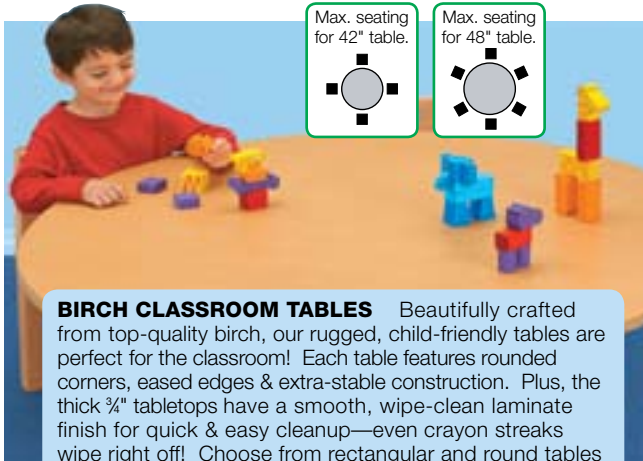 Max. seating
for 42" table.
Max. seating
for 48" table.
BIRCH CLASSROOM TABLES Beautifully crafted
from top-quality birch, our rugged, child-friendly tables are
perfect for the classroom! Each table features rounded
corners, eased edges & extra-stable construction. Plus, the
thick ¾" tabletops have a smooth, wipe-clean laminate
finish for quick & easy cleanup—even crayon streaks
wipe right off! Choose from rectangular and round tables